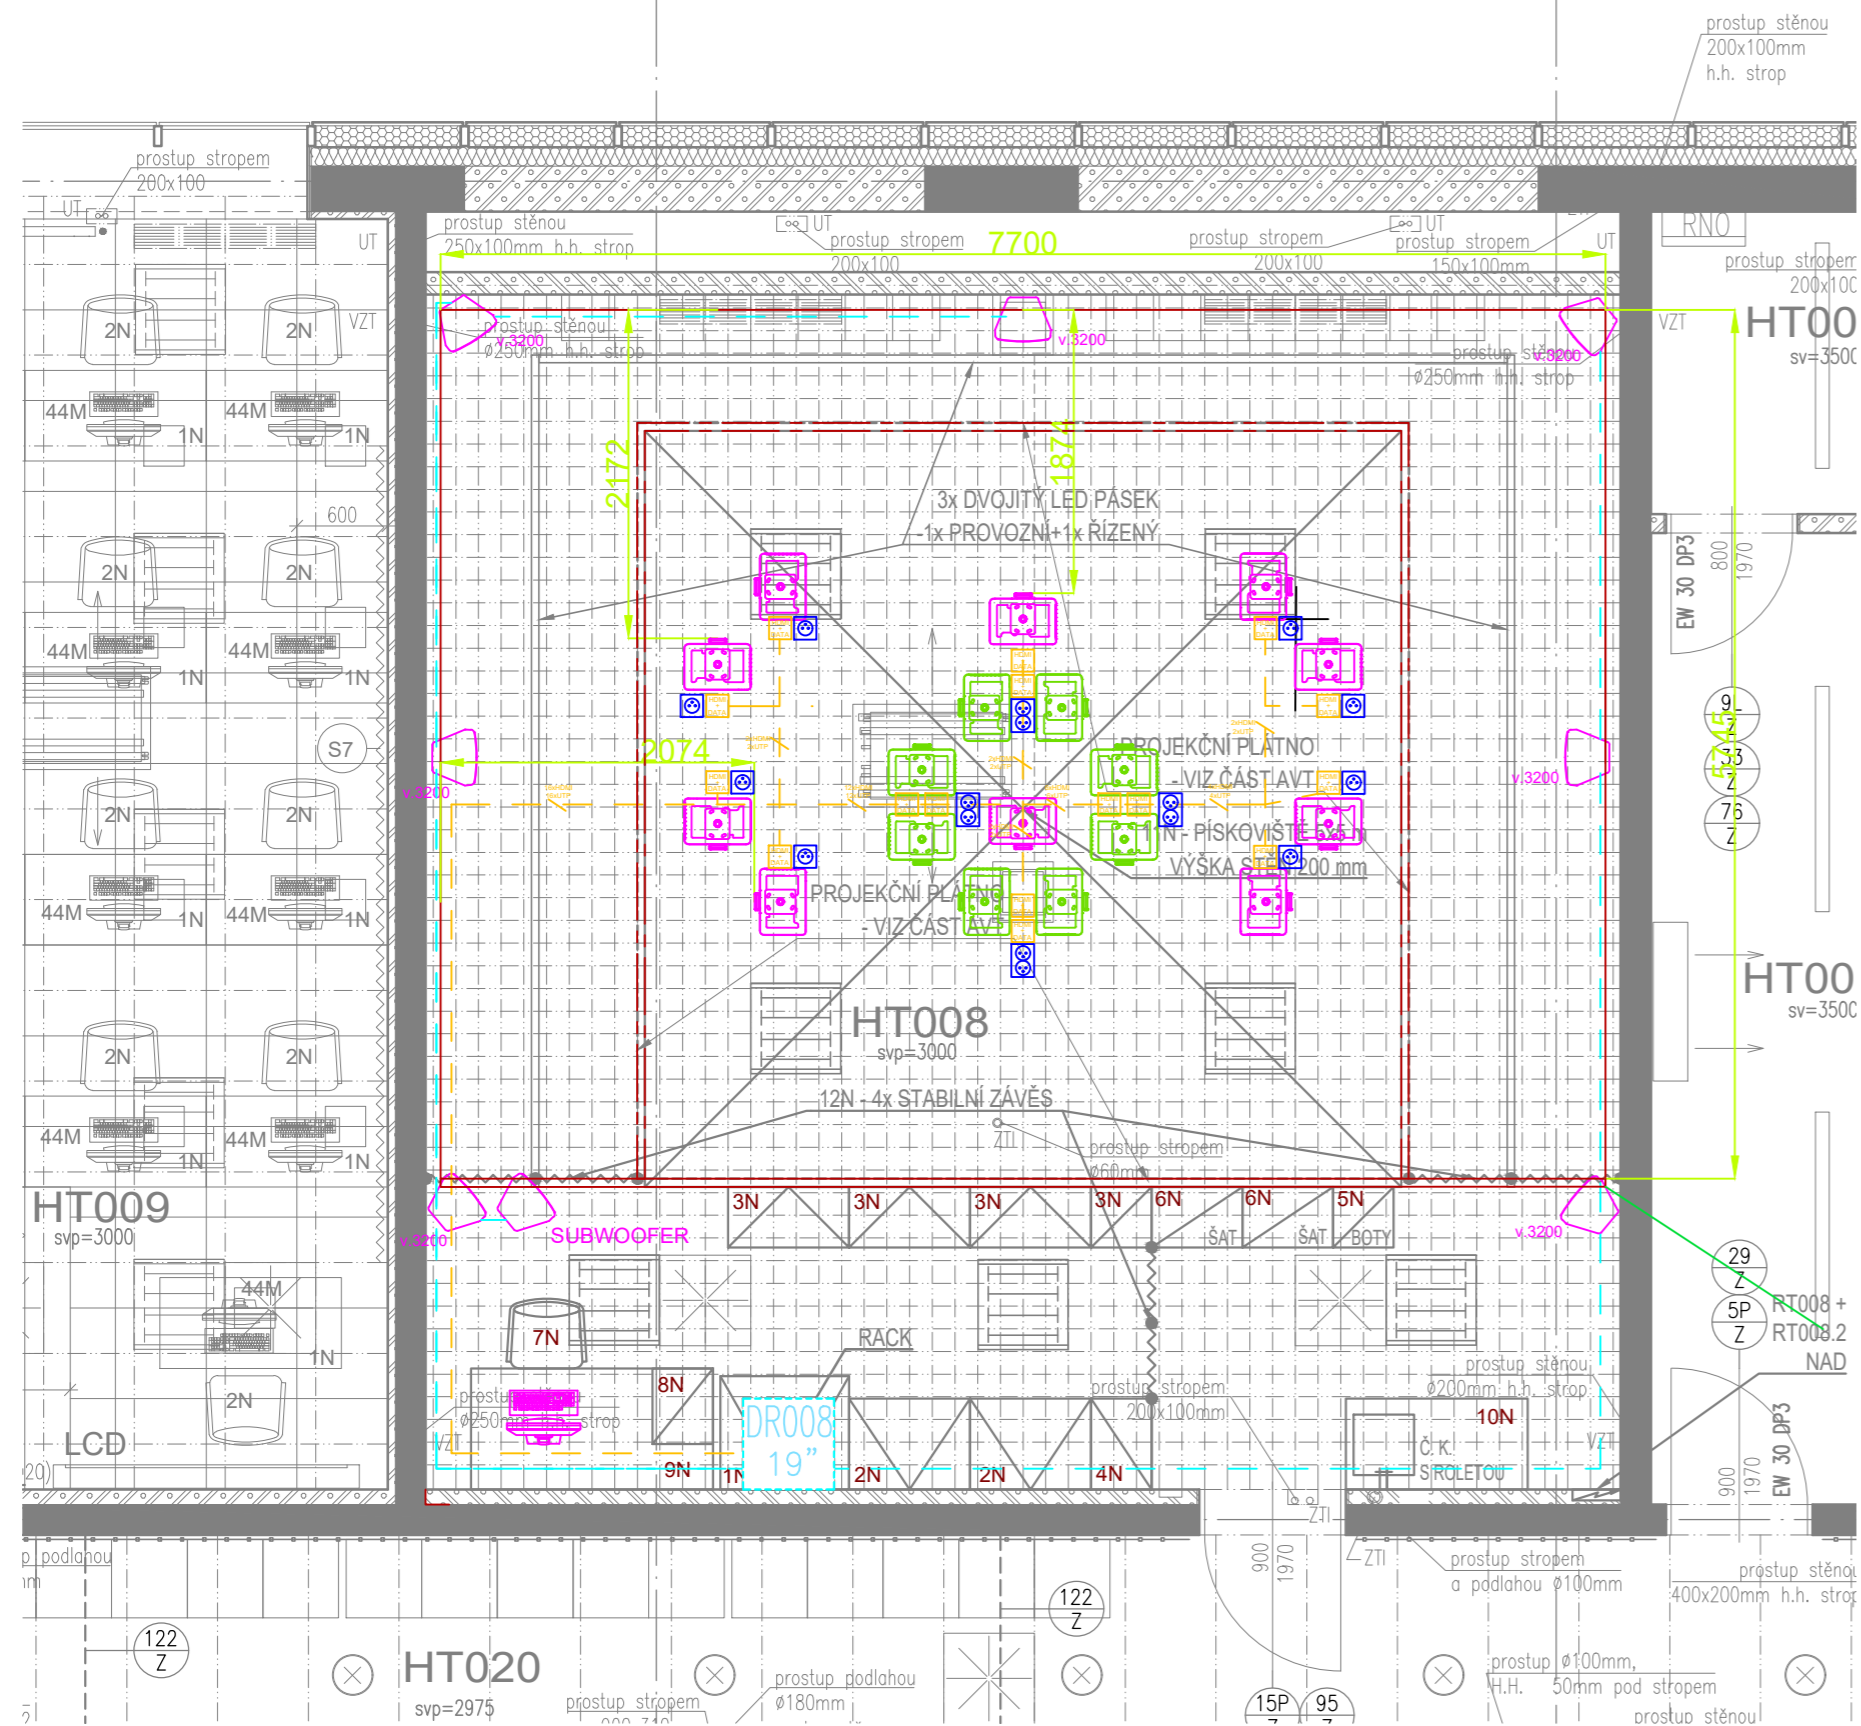 prostup stěnou
200x100mm
h.h. strop
prostup stropem
200x100
UT
UT
prostup stěnou
250x100mm h.h. strop
UT
prostup stropem
200x100
7700
prostup stropem
200x100
UT
prostup stropem
150x100mm
UT
RNO
prostup stropem
VZT
prostup stěnou
ø250mm h.h. strop
v.3200
v.3200
v.3200
ø250mm h.h. strop
VZT
HT00
sv=3500
2N
2N
44M
1N
44M
1N
2172
1874
3x DVOJITÝ LED PÁSEK
-1x PROVOZNÍ+1x ŘÍZENÝ
600
2N
2N
44M
1N
44M
1N
EW 30 DP3
800
1970
S7
2074
PROJEKČNÍ PLÁTNO
- VIZ ČÁST AVT
v.3200
v.3200
5745
33
76
Z
2N
2N
44M
1N
44M
1N
VÝŠKA STĚN 200 mm
PROJEKČNÍ PLÁTNO
- VIZ ČÁST AVT
HT00
sv=3500
HT008
svp=3000
2N
2N
44M
1N
44M
1N
12N - 4x STABILNÍ ZÁVĚS
ZTI
prostup stropem
ø60mm
HT009
svp=3000
3N
3N
3N
3N
6N
6N
5N
ŠAT
ŠAT
BOTY
v.3200
SUBWOOFER
v.3200
29
Z
5P
Z
RT008 +
RT008.2
NAD
44M
1N
2N
LCD
7N
8N
9N
RACK
DR008
19”
1N
2N
2N
4N
ø250mm h.h. strop
VZT
prostup stropem
200x100mm
prostup stěnou
ø200mm h.h. strop
10N
Č. K.
S ROLETOU
VZT
900
1970
EW 30 DP3
ZTI
ZTI
900
1970
prostup stropem
a podlahou ø100mm
prostup stěnou
400x200mm h.h. strop
p podlahou
122
Z
122
Z
HT020
svp=2975
prostup stropem
prostup podlahou
ø180mm
15P
95
prostup ø100mm,
H.H. 50mm pod stropem
prostup stěnou